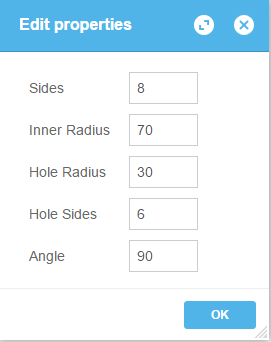 Edit properties
Sides 8
Inner Radius 70
Hole Radius 30
Hole Sides 6
Angle 90
OK